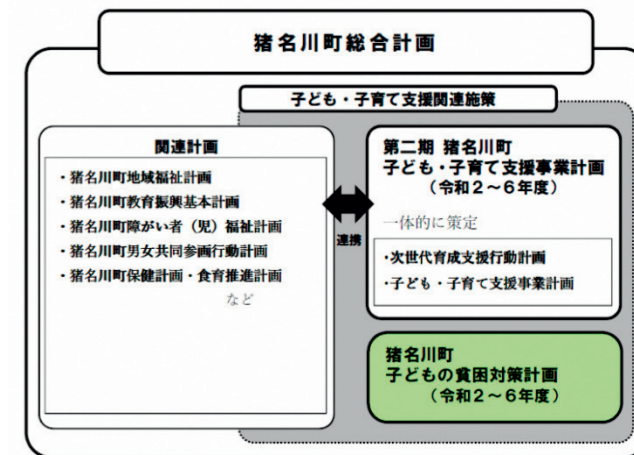 猪名川町総合計画
子ども・子育て支援関連施策
関連計画
・猪名川町地域福祉計画
・猪名川町教育振興基本計画
・猪名川町障がい者（児）福祉計画
・猪名川町男女共同参画行動計画
・猪名川町保健計画・食育推進計画
など
連携
第二期 猪名川町
子ども・子育て支援事業計画
（令和２～６年度）
一体的に策定
・次世代育成支援行動計画
・子ども・子育て支援事業計画
猪名川町
子どもの貧困対策計画
（令和２～６年度）